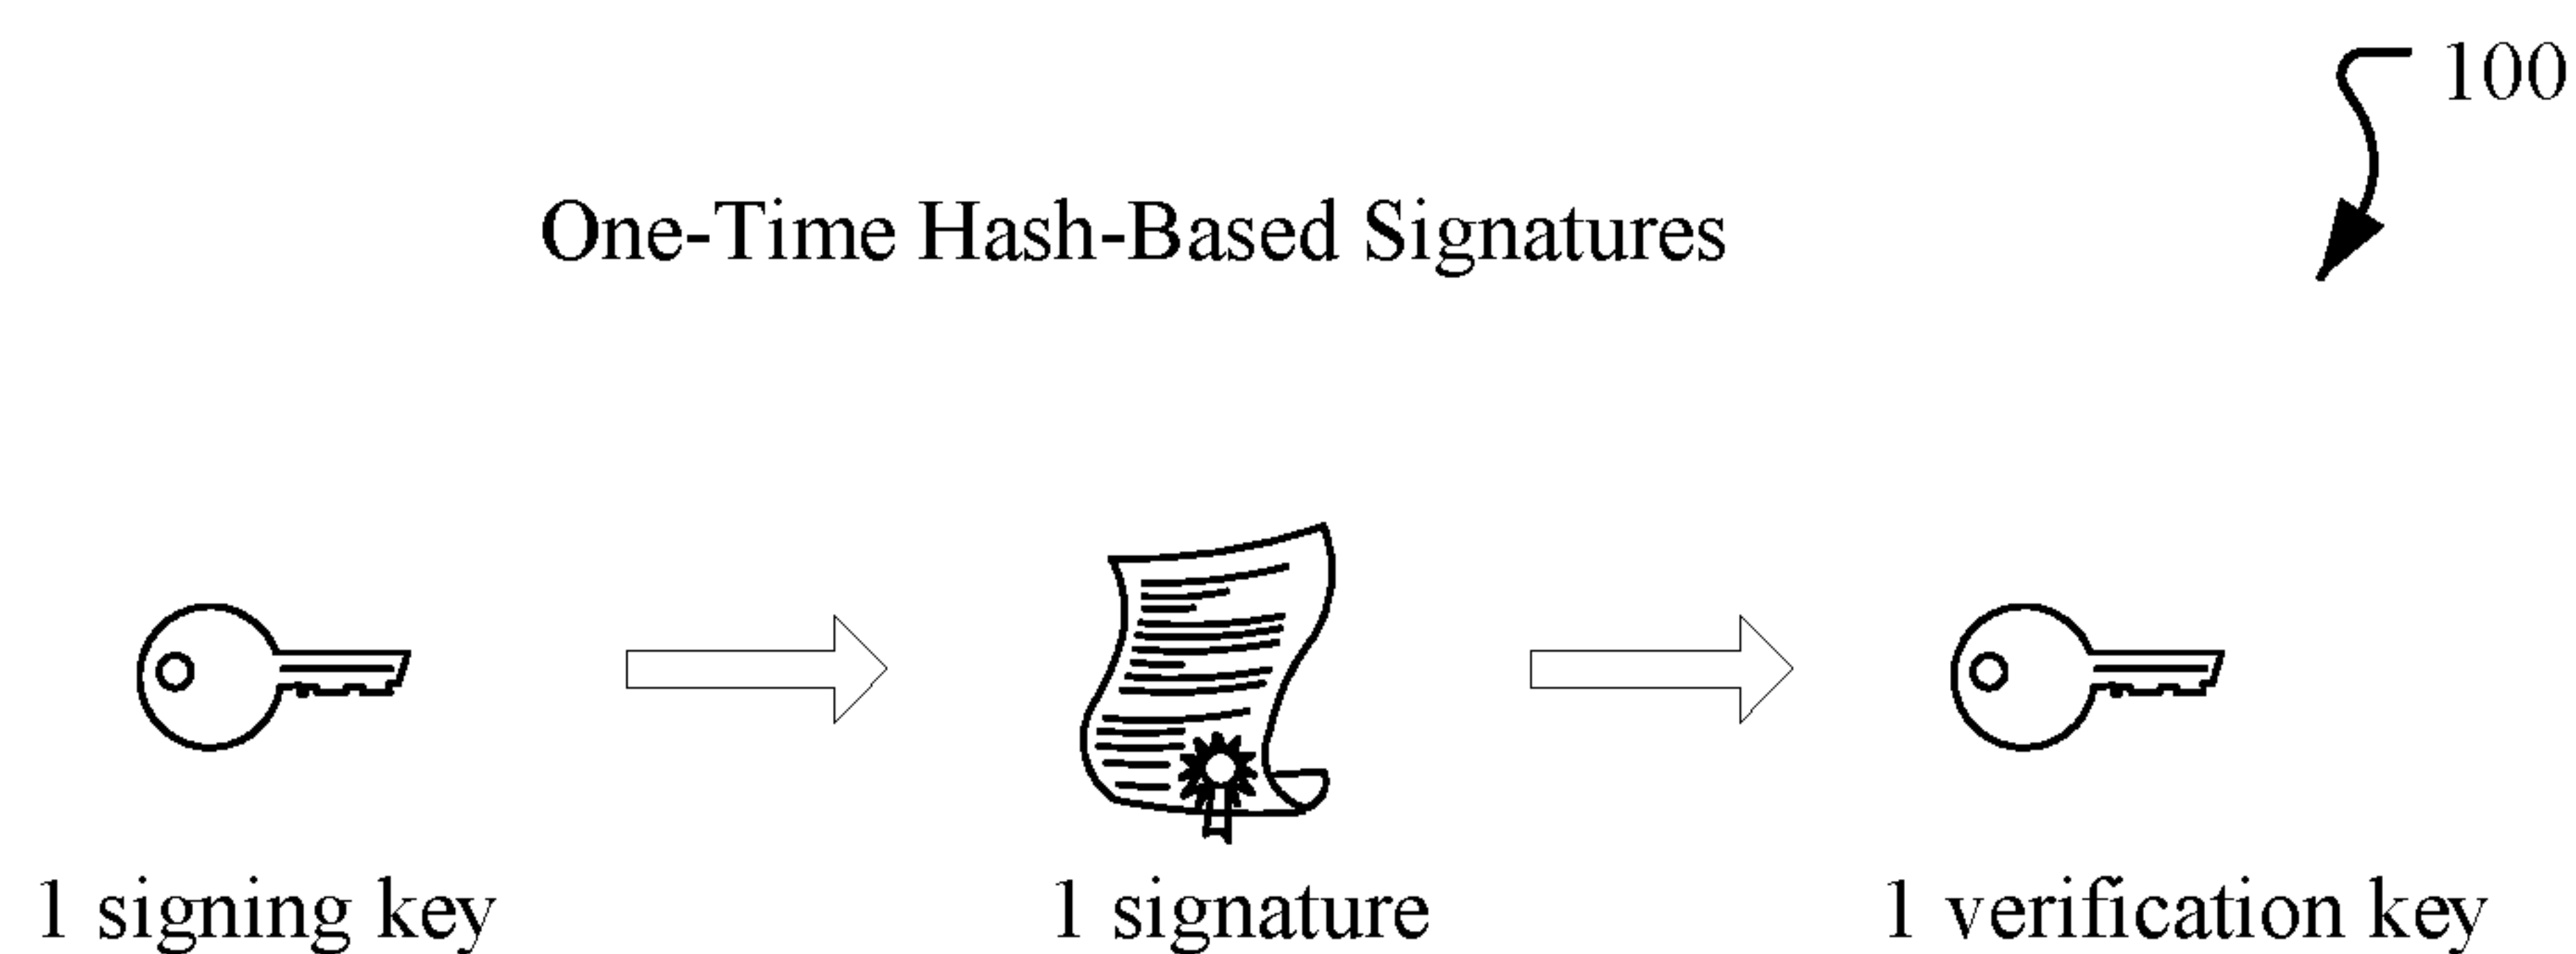 100
One-Time Hash-Based Signatures
1 signing key
1 signature
1 verification key